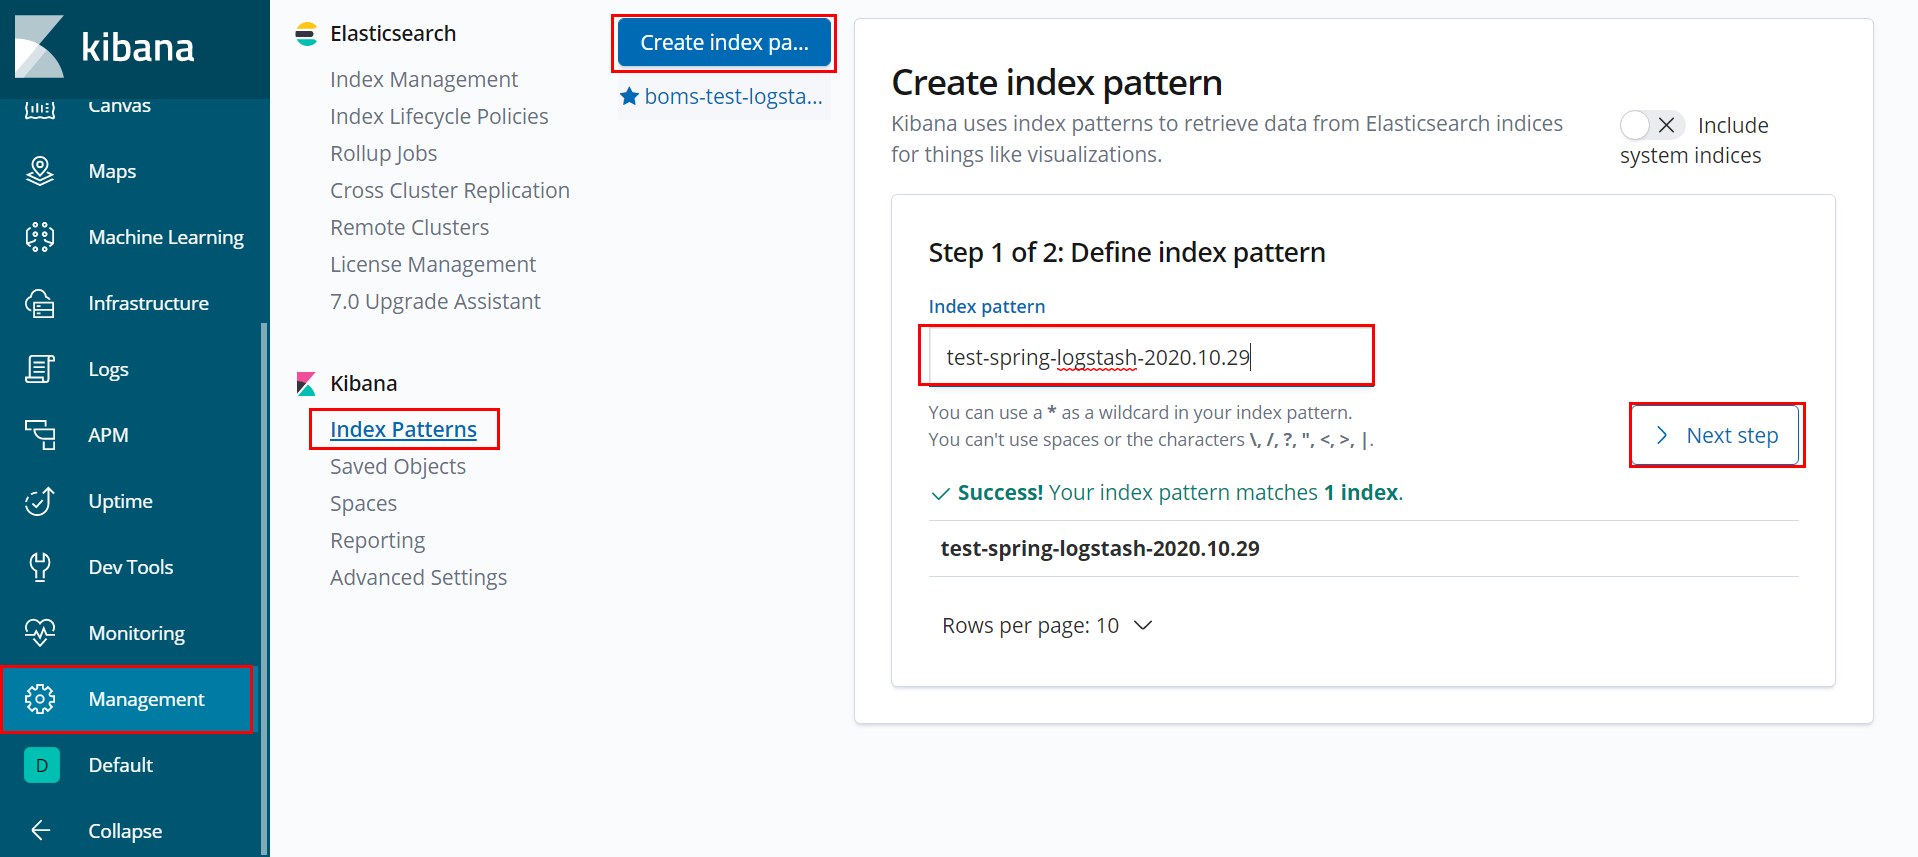 kibana
Canvas
Maps
Machine Learning
Infrastructure
Logs
APM
Uptime
Dev Tools
Monitoring
Management
D Default
Collapse
Elasticsearch
Index Management
Index Lifecycle Policies
Rollup Jobs
Cross Cluster Replication
Remote Clusters
License Management
7.0 Upgrade Assistant
Kibana
Index Patterns
Saved Objects
Spaces
Reporting
Advanced Settings
Create index pa...
boms-test-logsta...
Create index pattern
Kibana uses index patterns to retrieve data from Elasticsearch indices
for things like visualizations.
Include
system indices
Step 1 of 2: Define index pattern
Index pattern
test-spring-logstash-2020.10.29
You can use a * as a wildcard in your index pattern.
You can't use spaces or the characters \, /, ?, ", <, >, |.
Next step
Success! Your index pattern matches 1 index.
test-spring-logstash-2020.10.29
Rows per page: 10